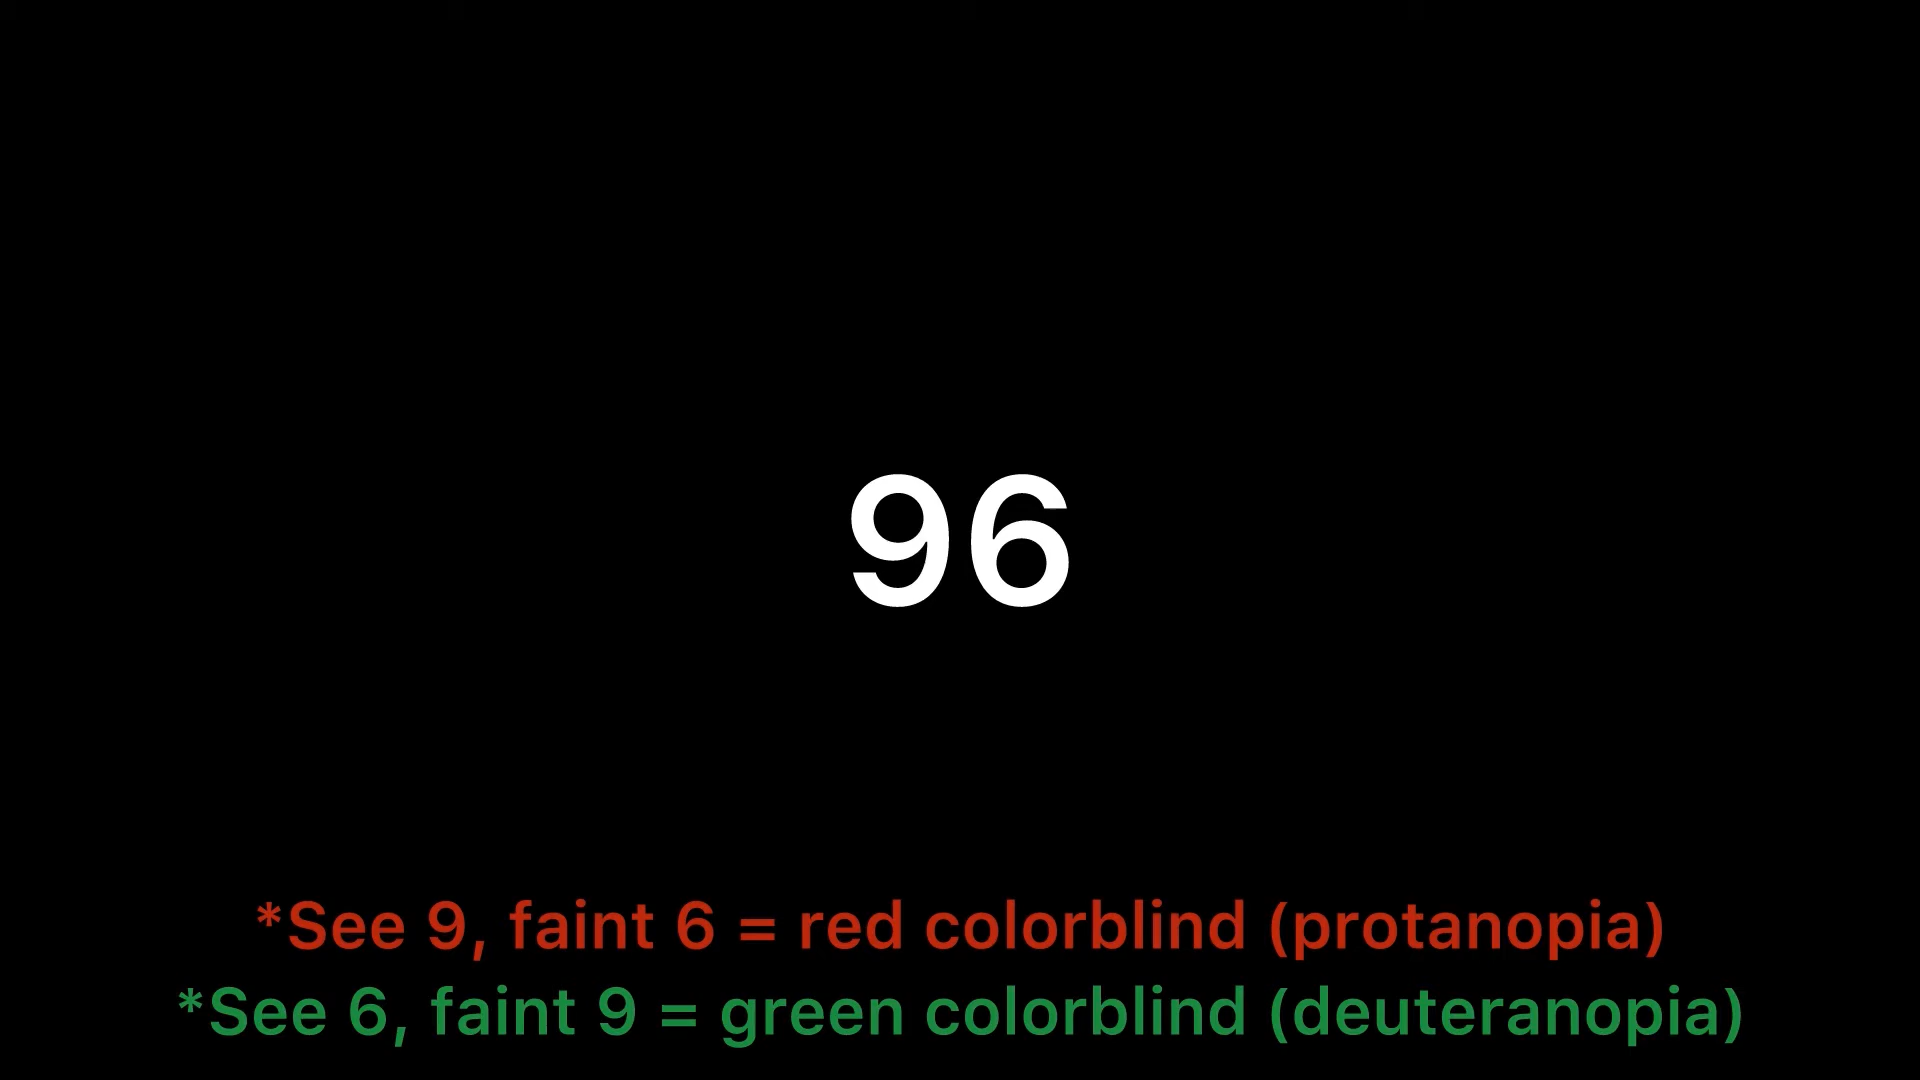 96
*See 9, faint 6 = red colorblind (protanopia)
*See 6, faint 9 = green colorblind (deuteranopia)